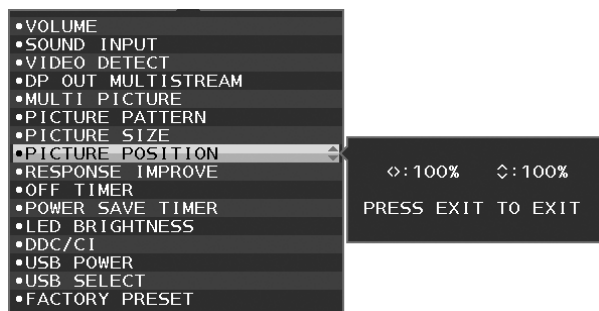 •VOLUME
•SOUND INPUT
•VIDEO DETECT
•DP OUT MULTISTREAM
•MULTI PICTURE
•PICTURE PATTERN
•PICTURE SIZE
•PICTURE POSITION
•RESPONSE IMPROVE
•OFF TIMER
•POWER SAVE TIMER
•LED BRIGHTNESS
•DDC/CI
•USB POWER
•USB SELECT
•FACTORY PRESET
<>:100% ◇:100%
PRESS EXIT TO EXIT